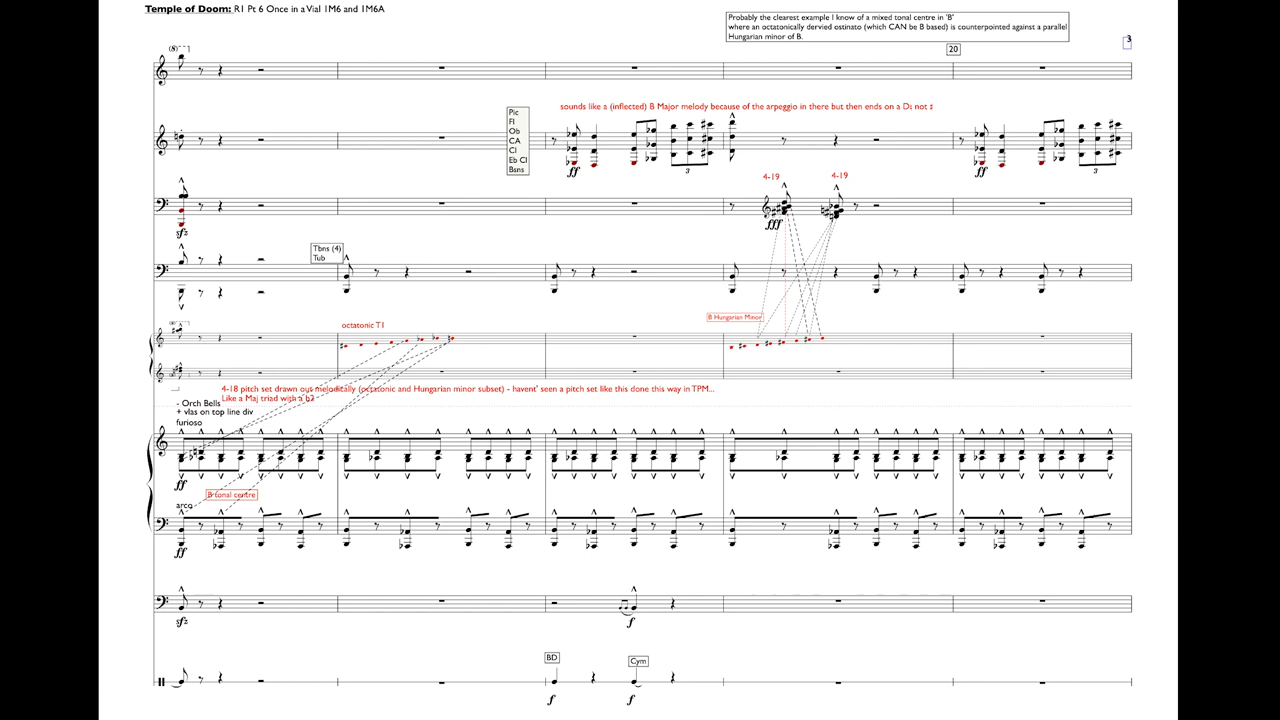 Temple of Doom: R1 Pt 6 Once in a Vial 1M6 and 1M6A
Probably the clearest example I know of a mixed tonal centre in 'B'
where an octatonically dervied ostinato (which CAN be B based) is counterpointed against a parallel
Hungarian minor of B.
3
20
(8)
sounds like a (inflected) B Major melody because of the arpeggio in there but then ends on a D♮ not ♯
Pic
Fl
Ob
CA
Cl
Eb Cl
Bsns
ff
3
ff
3
4-19
4-19
sfz
fff
Tbns (4)
Tub
B Hungarian Minor
(8)
octatonic T1
4-18 pitch set drawn out meloditally (octatonic and Hungarian minor subset) - havent' seen a pitch set like this done this way in TPM...
Like a Maj triad with a b2
- Orch Bells
+ vlas on top line div
furioso
ff
B tonal centre
arco
ff
sfz
f
BD
Cym
f
f